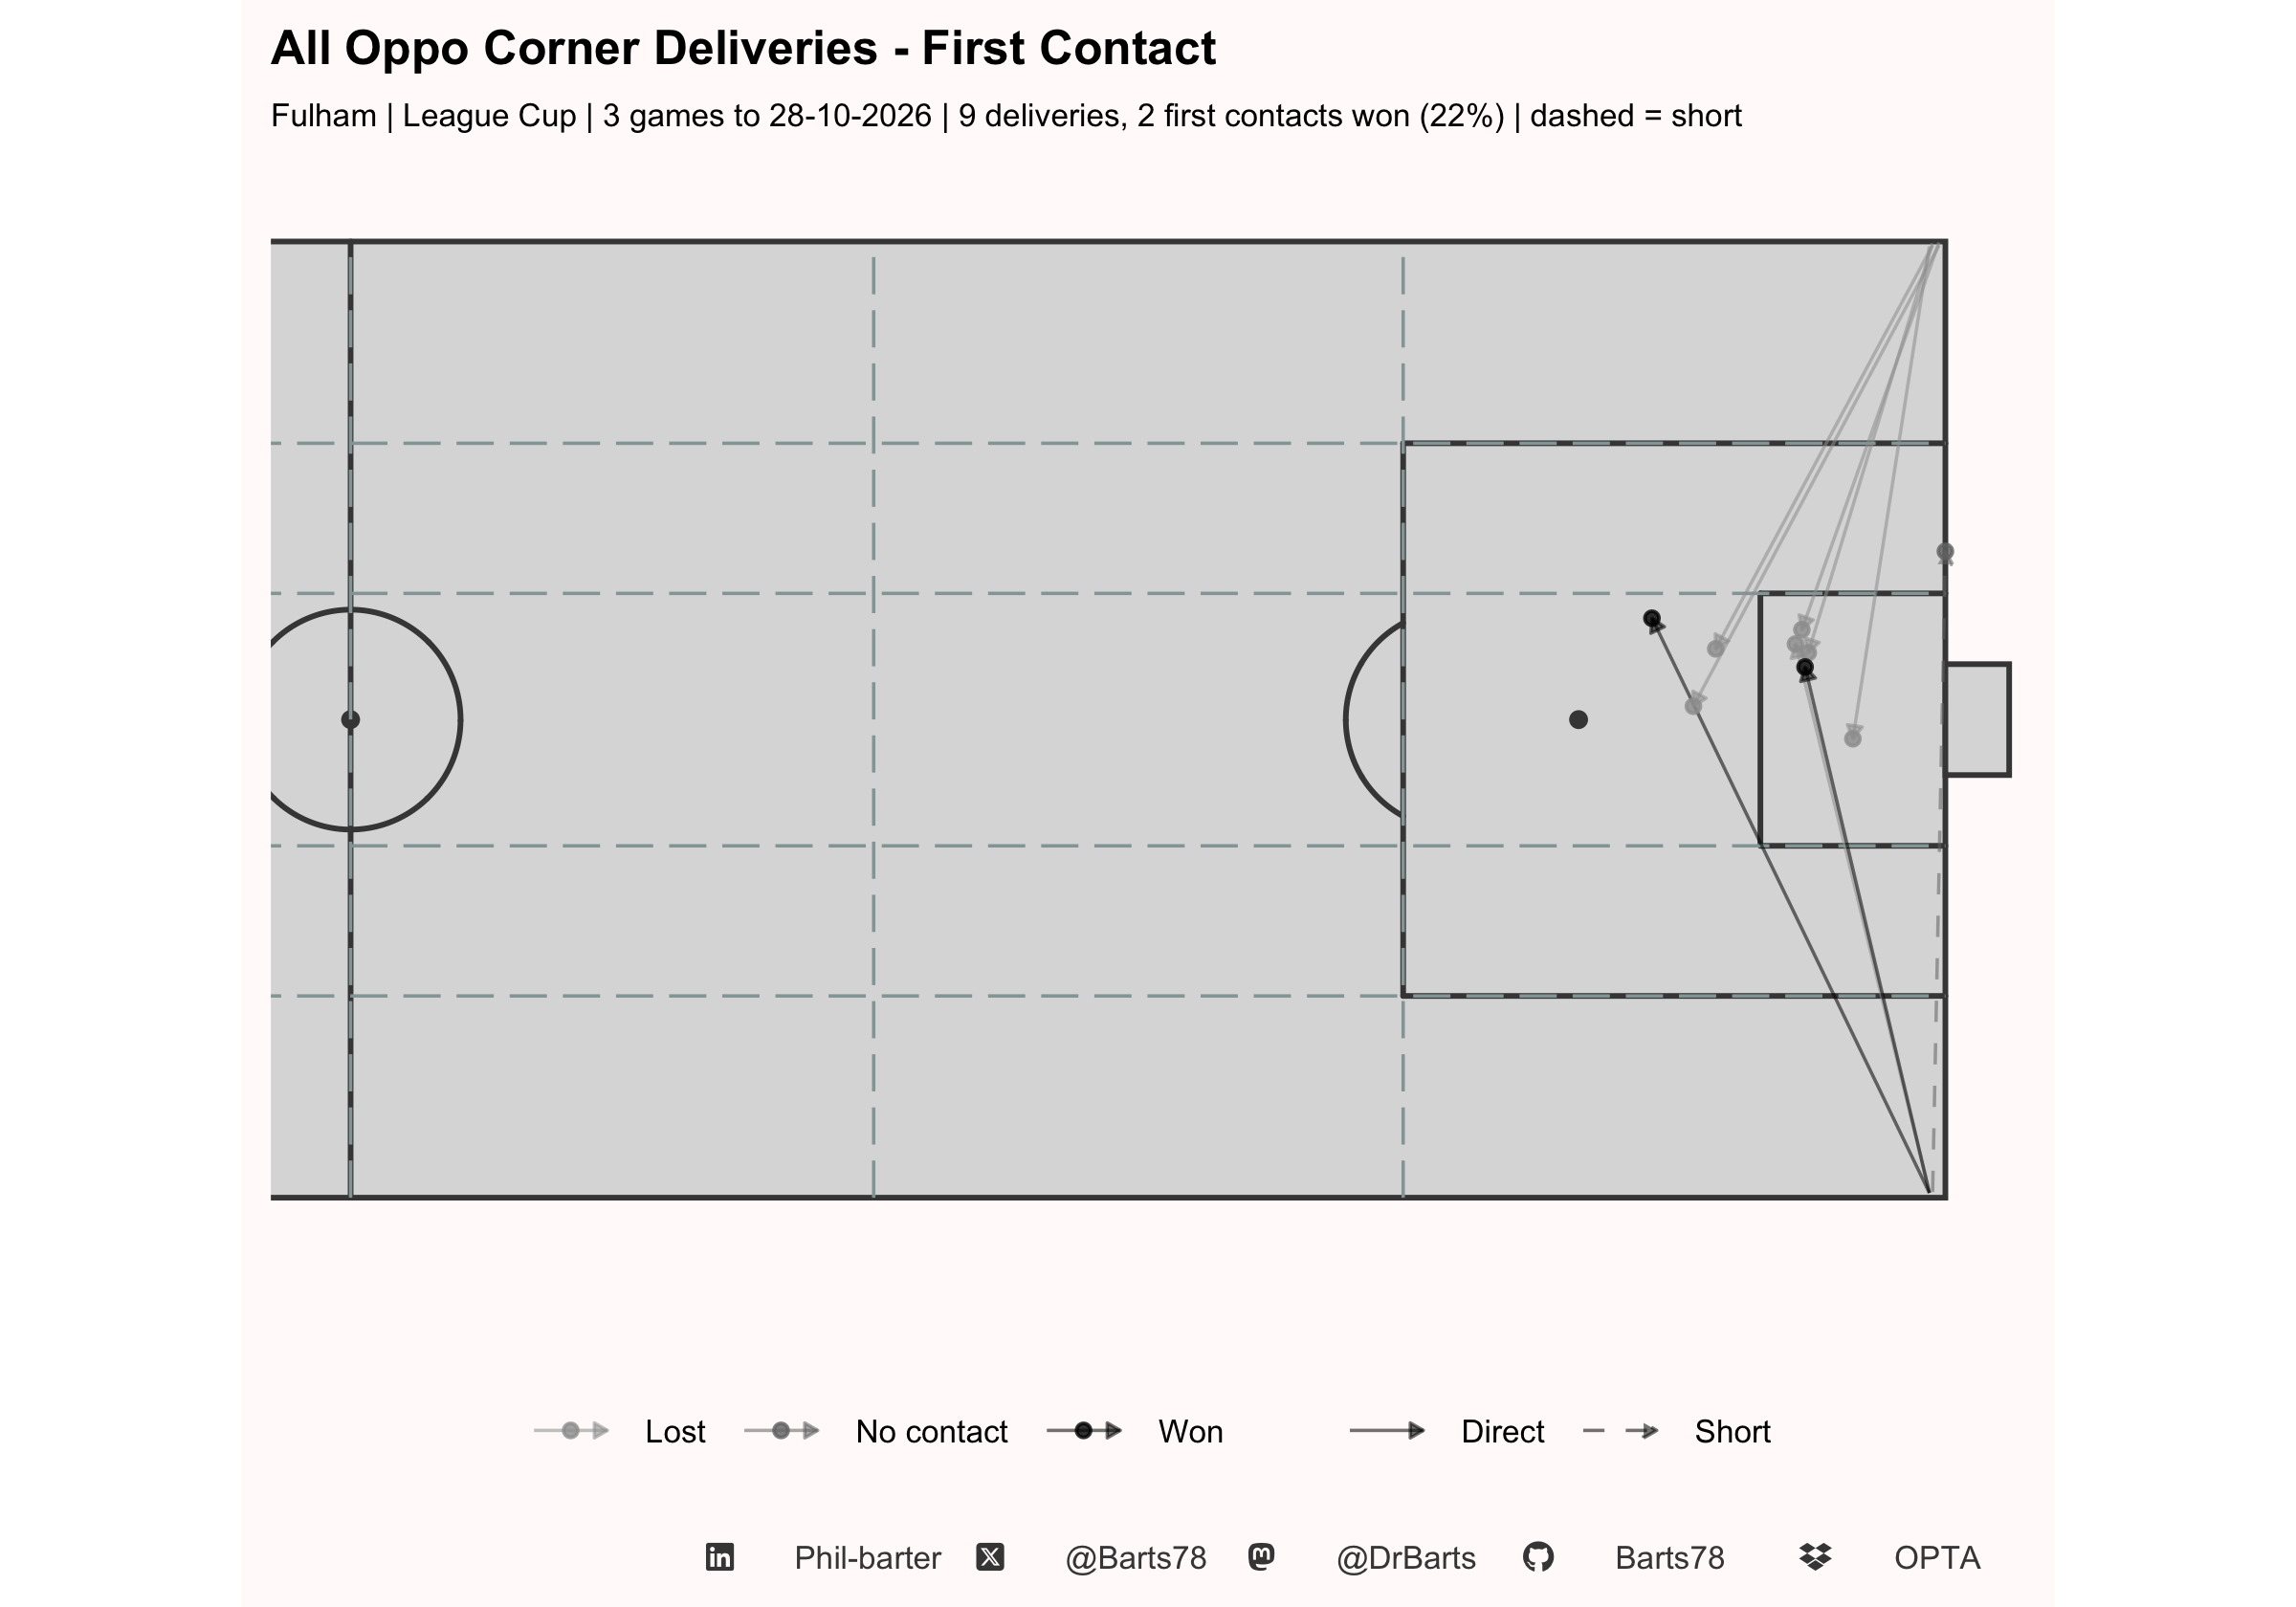 All Oppo Corner Deliveries - First Contact
Fulham | League Cup | 3 games to 28-10-2026 | 9 deliveries, 2 first contacts won (22%) | dashed = short
Lost No contact Won Direct Short
Phil-barter @Barts78 @DrBarts Barts78 OPTA